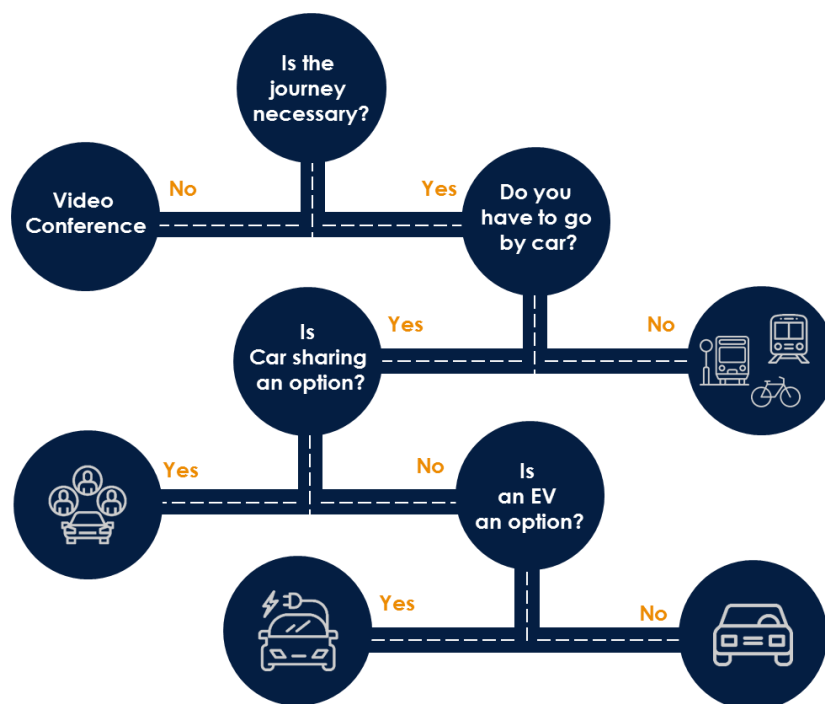 Is the
journey
necessary?
No
Yes
Video
Conference
Do you
have to go
by car?
Is
Car sharing
an option?
Yes
No
Yes
No
Is
an EV
an option?
Yes
No